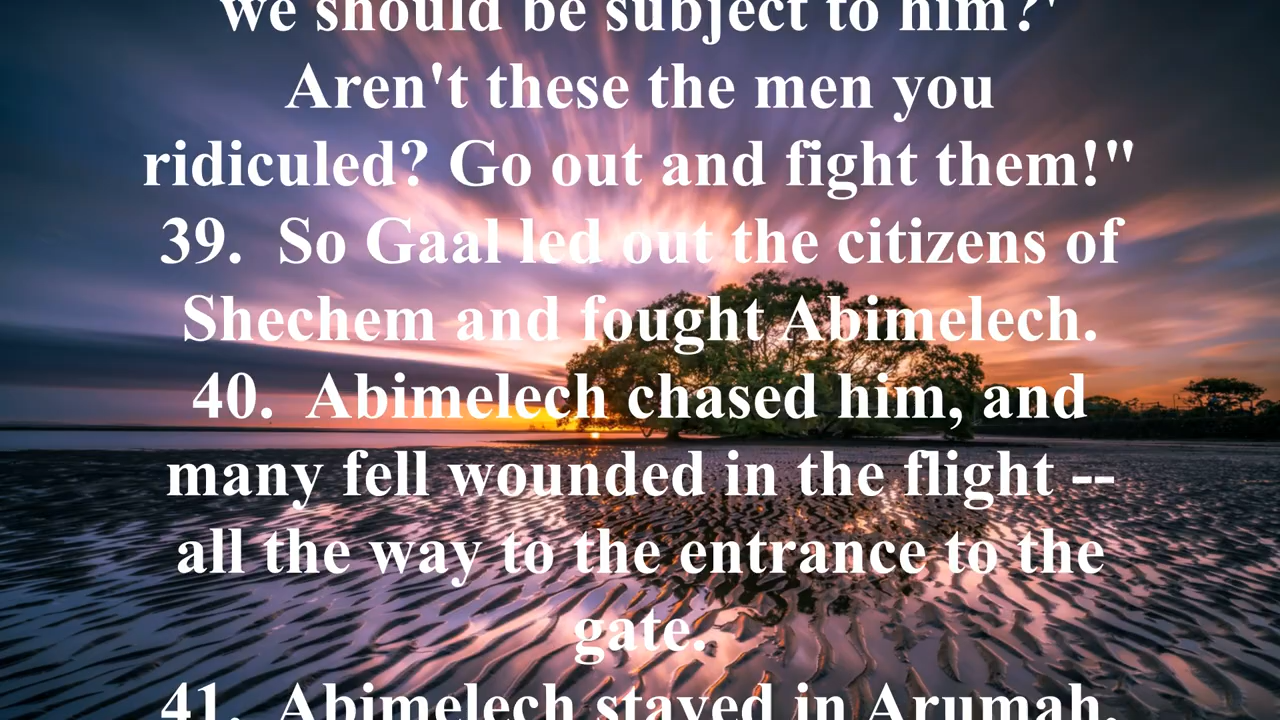 we should be subject to him?'
Aren't these the men you
ridiculed? Go out and fight them!"
39.  So Gaal led out the citizens of
Shechem and fought Abimelech.
40.  Abimelech chased him, and
many fell wounded in the flight --
all the way to the entrance to the
gate.
41.  Abimelech stayed in Arumah.